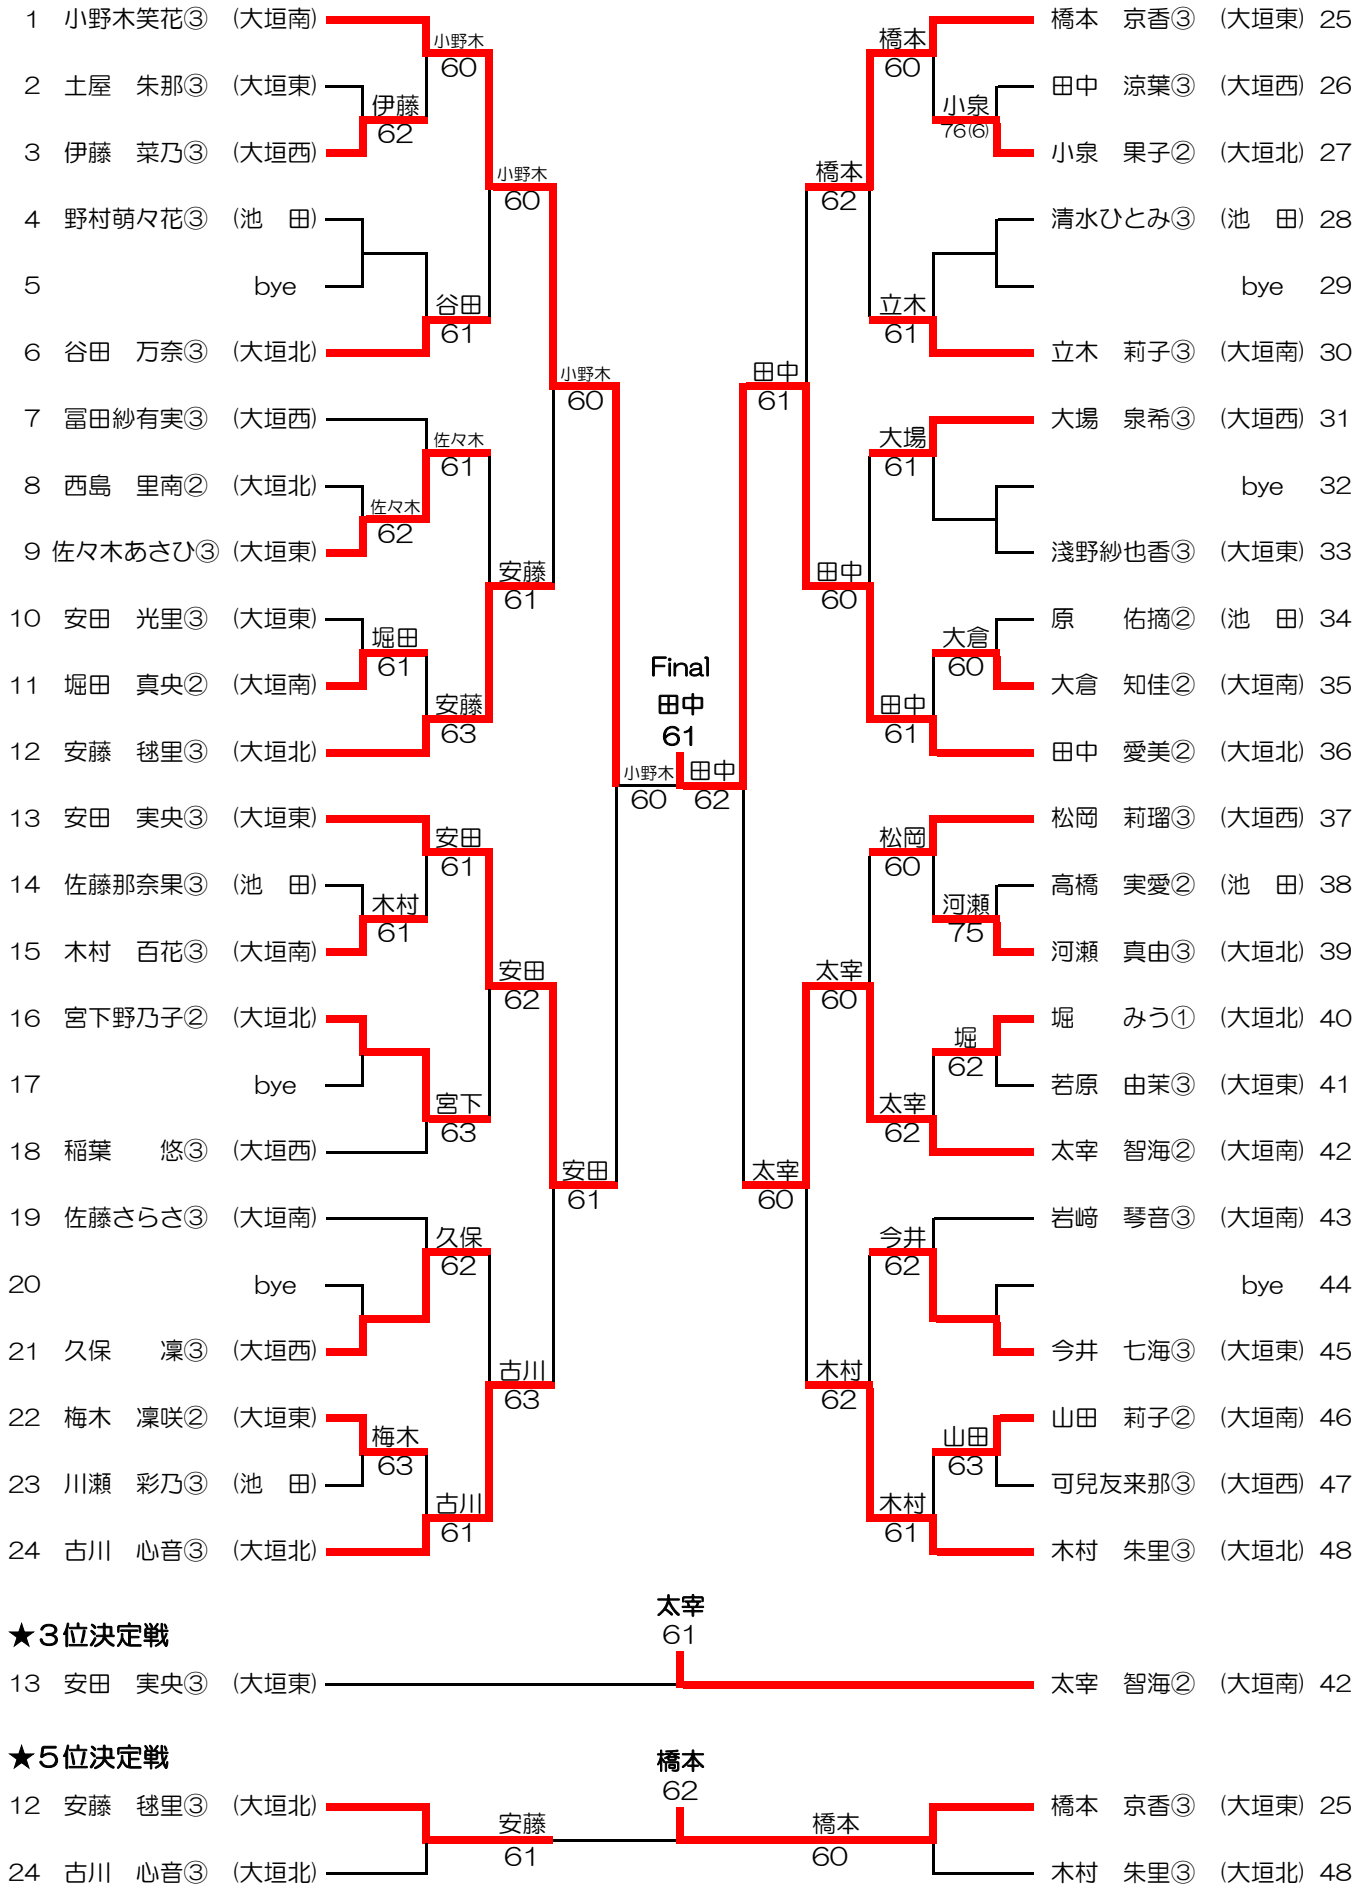 1 小野木笑花③ (大垣南)
2 土屋 朱那③ (大垣東)
3 伊藤 菜乃③ (大垣西)
4 野村萌々花③ (池 田)
5 bye
6 谷田 万奈③ (大垣北)
7 冨田紗有実③ (大垣西)
8 西島 里南② (大垣北)
9 佐々木あさひ③ (大垣東)
10 安田 光里③ (大垣東)
11 堀田 真央② (大垣南)
12 安藤 毬里③ (大垣北)
13 安田 実央③ (大垣東)
14 佐藤那奈果③ (池 田)
15 木村 百花③ (大垣南)
16 宮下野乃子② (大垣北)
17 bye
18 稲葉 悠③ (大垣西)
19 佐藤さらさ③ (大垣南)
20 bye
21 久保 凜③ (大垣西)
22 梅木 凜咲② (大垣東)
23 川瀬 彩乃③ (池 田)
24 古川 心音③ (大垣北)
小野木
60
伊藤
62
谷田
61
佐々木
61
佐々木
62
堀田
61
安藤
63
安田
61
木村
61
宮下
63
久保
62
梅木
63
古川
61
小野木
60
安藤
61
安田
62
古川
63
小野木
60
安田
61
小野木
60
Final
田中
61
田中
62
田中
61
太宰
60
橋本
62
田中
60
太宰
60
木村
62
橋本
60
小泉
76(6)
立木
61
大場
61
大倉
60
田中
61
松岡
60
河瀬
75
堀
62
太宰
62
今井
62
山田
63
木村
61
橋本 京香③ (大垣東) 25
田中 涼葉③ (大垣西) 26
小泉 果子② (大垣北) 27
清水ひとみ③ (池 田) 28
bye 29
立木 莉子③ (大垣南) 30
大場 泉希③ (大垣西) 31
bye 32
淺野紗也香③ (大垣東) 33
原 佑摘② (池 田) 34
大倉 知佳② (大垣南) 35
田中 愛美② (大垣北) 36
松岡 莉瑠③ (大垣西) 37
高橋 実愛② (池 田) 38
河瀬 真由③ (大垣北) 39
堀 みう① (大垣北) 40
若原 由茉③ (大垣東) 41
太宰 智海② (大垣南) 42
岩﨑 琴音③ (大垣南) 43
bye 44
今井 七海③ (大垣東) 45
山田 莉子② (大垣南) 46
可兒友来那③ (大垣西) 47
木村 朱里③ (大垣北) 48
★３位決定戦
太宰
61
13 安田 実央③ (大垣東)
太宰 智海② (大垣南) 42
★５位決定戦
橋本
62
12 安藤 毬里③ (大垣北)
24 古川 心音③ (大垣北)
安藤
61
橋本
60
橋本 京香③ (大垣東) 25
木村 朱里③ (大垣北) 48